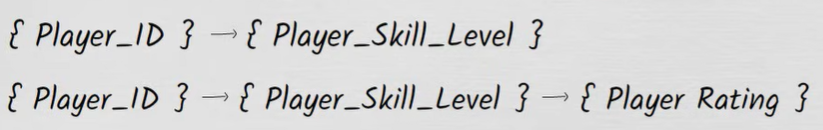 { Player_ID } → { Player_Skill_Level }
{ Player_ID } → { Player_Skill_Level } → { Player Rating }